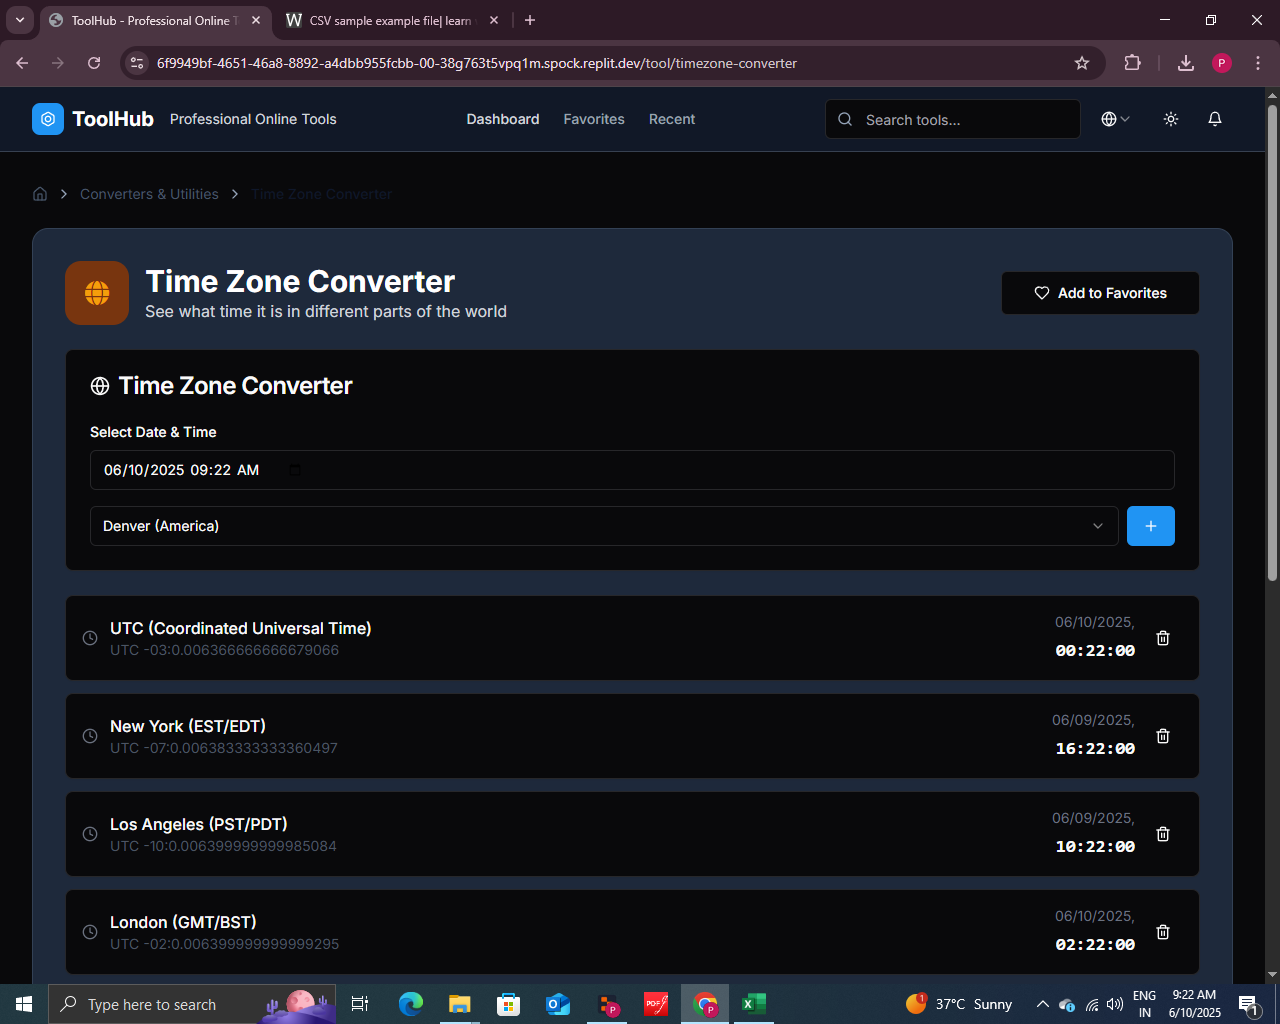 ToolHub - Professional Online T
CSV sample example file| learn
6f9949bf-4651-46a8-8892-a4dbb955fcbb-00-38g763t5vpq1m.spock.replit.dev/tool/timezone-converter
P
ToolHub Professional Online Tools Dashboard Favorites Recent Search tools...
Converters & Utilities Time Zone Converter
Time Zone Converter
See what time it is in different parts of the world
Add to Favorites
Time Zone Converter
Select Date & Time
06/10/2025 09:22 AM
Denver (America)
UTC (Coordinated Universal Time)
UTC -03:0.006366666666679066
06/10/2025,
00:22:00
New York (EST/EDT)
UTC -07:0.006383333333360497
06/09/2025,
16:22:00
Los Angeles (PST/PDT)
UTC -10:0.006399999999985084
06/09/2025,
10:22:00
London (GMT/BST)
UTC -02:0.006399999999999295
06/10/2025,
02:22:00
Type here to search
37°C Sunny
ENG
IN
9:22 AM
6/10/2025
1